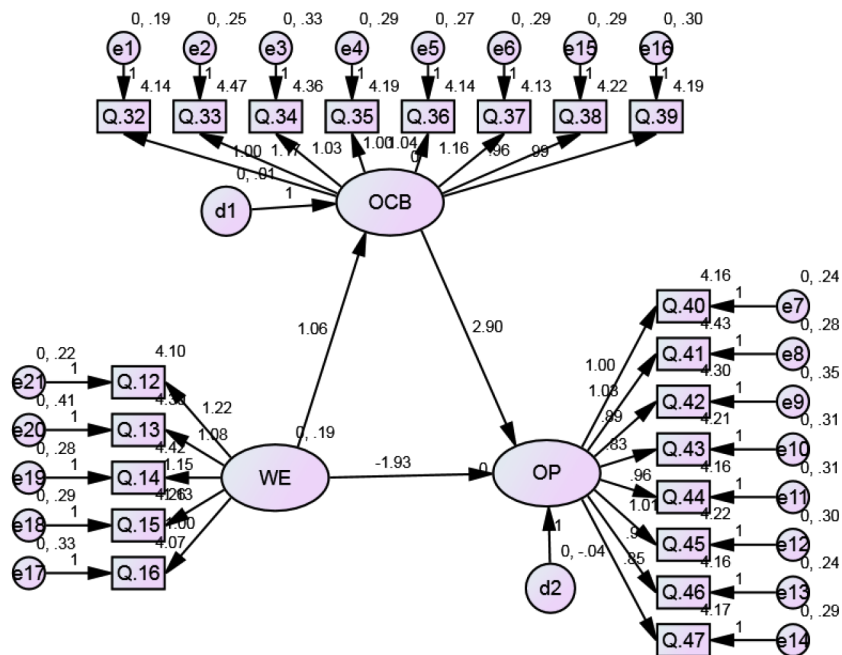 0, .19 0, .25 0, .33 0, .29 0, .27 0, .29 0, .29 0, .30
e1 e2 e3 e4 e5 e6 e15 e16
1 1 1 1 1 1 1 1
4.14 4.47 4.36 4.19 4.14 4.13 4.22 4.19
Q.32 Q.33 Q.34 Q.35 Q.36 Q.37 Q.38 Q.39
1.00 1.17 1.03 1.00 1.04 1.16 .96 .99
0
0, .01
d1 1 OCB
1.06
2.90
4.16 0, .24
Q.40 1 e7
4.43 0, .28
Q.41 1 e8
4.30 0, .35
Q.42 1 e9
4.21 0, .31
Q.43 1 e10
4.16 0, .31
Q.44 1 e11
4.22 0, .30
Q.45 1 e12
4.16 0, .24
Q.46 1 e13
4.17 0, .29
Q.47 1 e14
1.00
1.03
.89
.83
.96
1.01
.85
0, .22 4.10
e21 1 Q.12
0, .41
e20 1 Q.13
0, .28 4.42
e19 1 Q.14
0, .29
e18 1 Q.15
0, .33 4.07
e17 1 Q.16
1.22
1.08
1.15
1.00
0, .19
WE -1.93 0 OP
1
0, -.04
d2